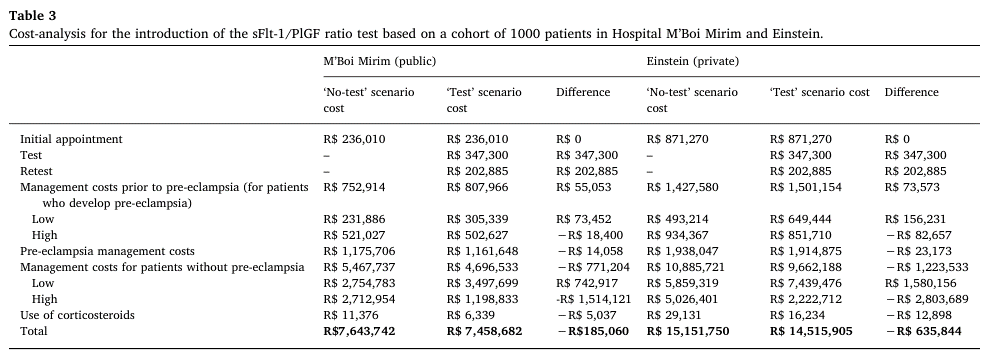 Table 3
Cost-analysis for the introduction of the sFlt-1/PlGF ratio test based on a cohort of 1000 patients in Hospital M'Boi Mirim and Einstein.
M'Boi Mirim (public) Einstein (private)
'No-test' scenario cost 'Test' scenario cost Difference 'No-test' scenario cost 'Test' scenario cost Difference
Initial appointment R$ 236,010 R$ 236,010 R$ 0 R$ 871,270 R$ 871,270 R$ 0
Test – R$ 347,300 R$ 347,300 – R$ 347,300 R$ 347,300
Retest – R$ 202,885 R$ 202,885 – R$ 202,885 R$ 202,885
Management costs prior to pre-eclampsia (for patients R$ 752,914 R$ 807,966 R$ 55,053 R$ 1,427,580 R$ 1,501,154 R$ 73,573
who develop pre-eclampsia)
Low R$ 231,886 R$ 305,339 R$ 73,452 R$ 493,214 R$ 649,444 R$ 156,231
High R$ 521,027 R$ 502,627 −R$ 18,400 R$ 934,367 R$ 851,710 −R$ 82,657
Pre-eclampsia management costs R$ 1,175,706 R$ 1,161,648 −R$ 14,058 R$ 1,938,047 R$ 1,914,875 −R$ 23,173
Management costs for patients without pre-eclampsia R$ 5,467,737 R$ 4,696,533 −R$ 771,204 R$ 10,885,721 R$ 9,662,188 −R$ 1,223,533
Low R$ 2,754,783 R$ 3,497,699 R$ 742,917 R$ 5,859,319 R$ 7,439,476 R$ 1,580,156
High R$ 2,712,954 R$ 1,198,833 -R$ 1,514,121 R$ 5,026,401 R$ 2,222,712 −R$ 2,803,689
Use of corticosteroids R$ 11,376 R$ 6,339 −R$ 5,037 R$ 29,131 R$ 16,234 −R$ 12,898
Total R$7,643,742 R$ 7,458,682 −R$185,060 R$ 15,151,750 R$ 14,515,905 −R$ 635,844